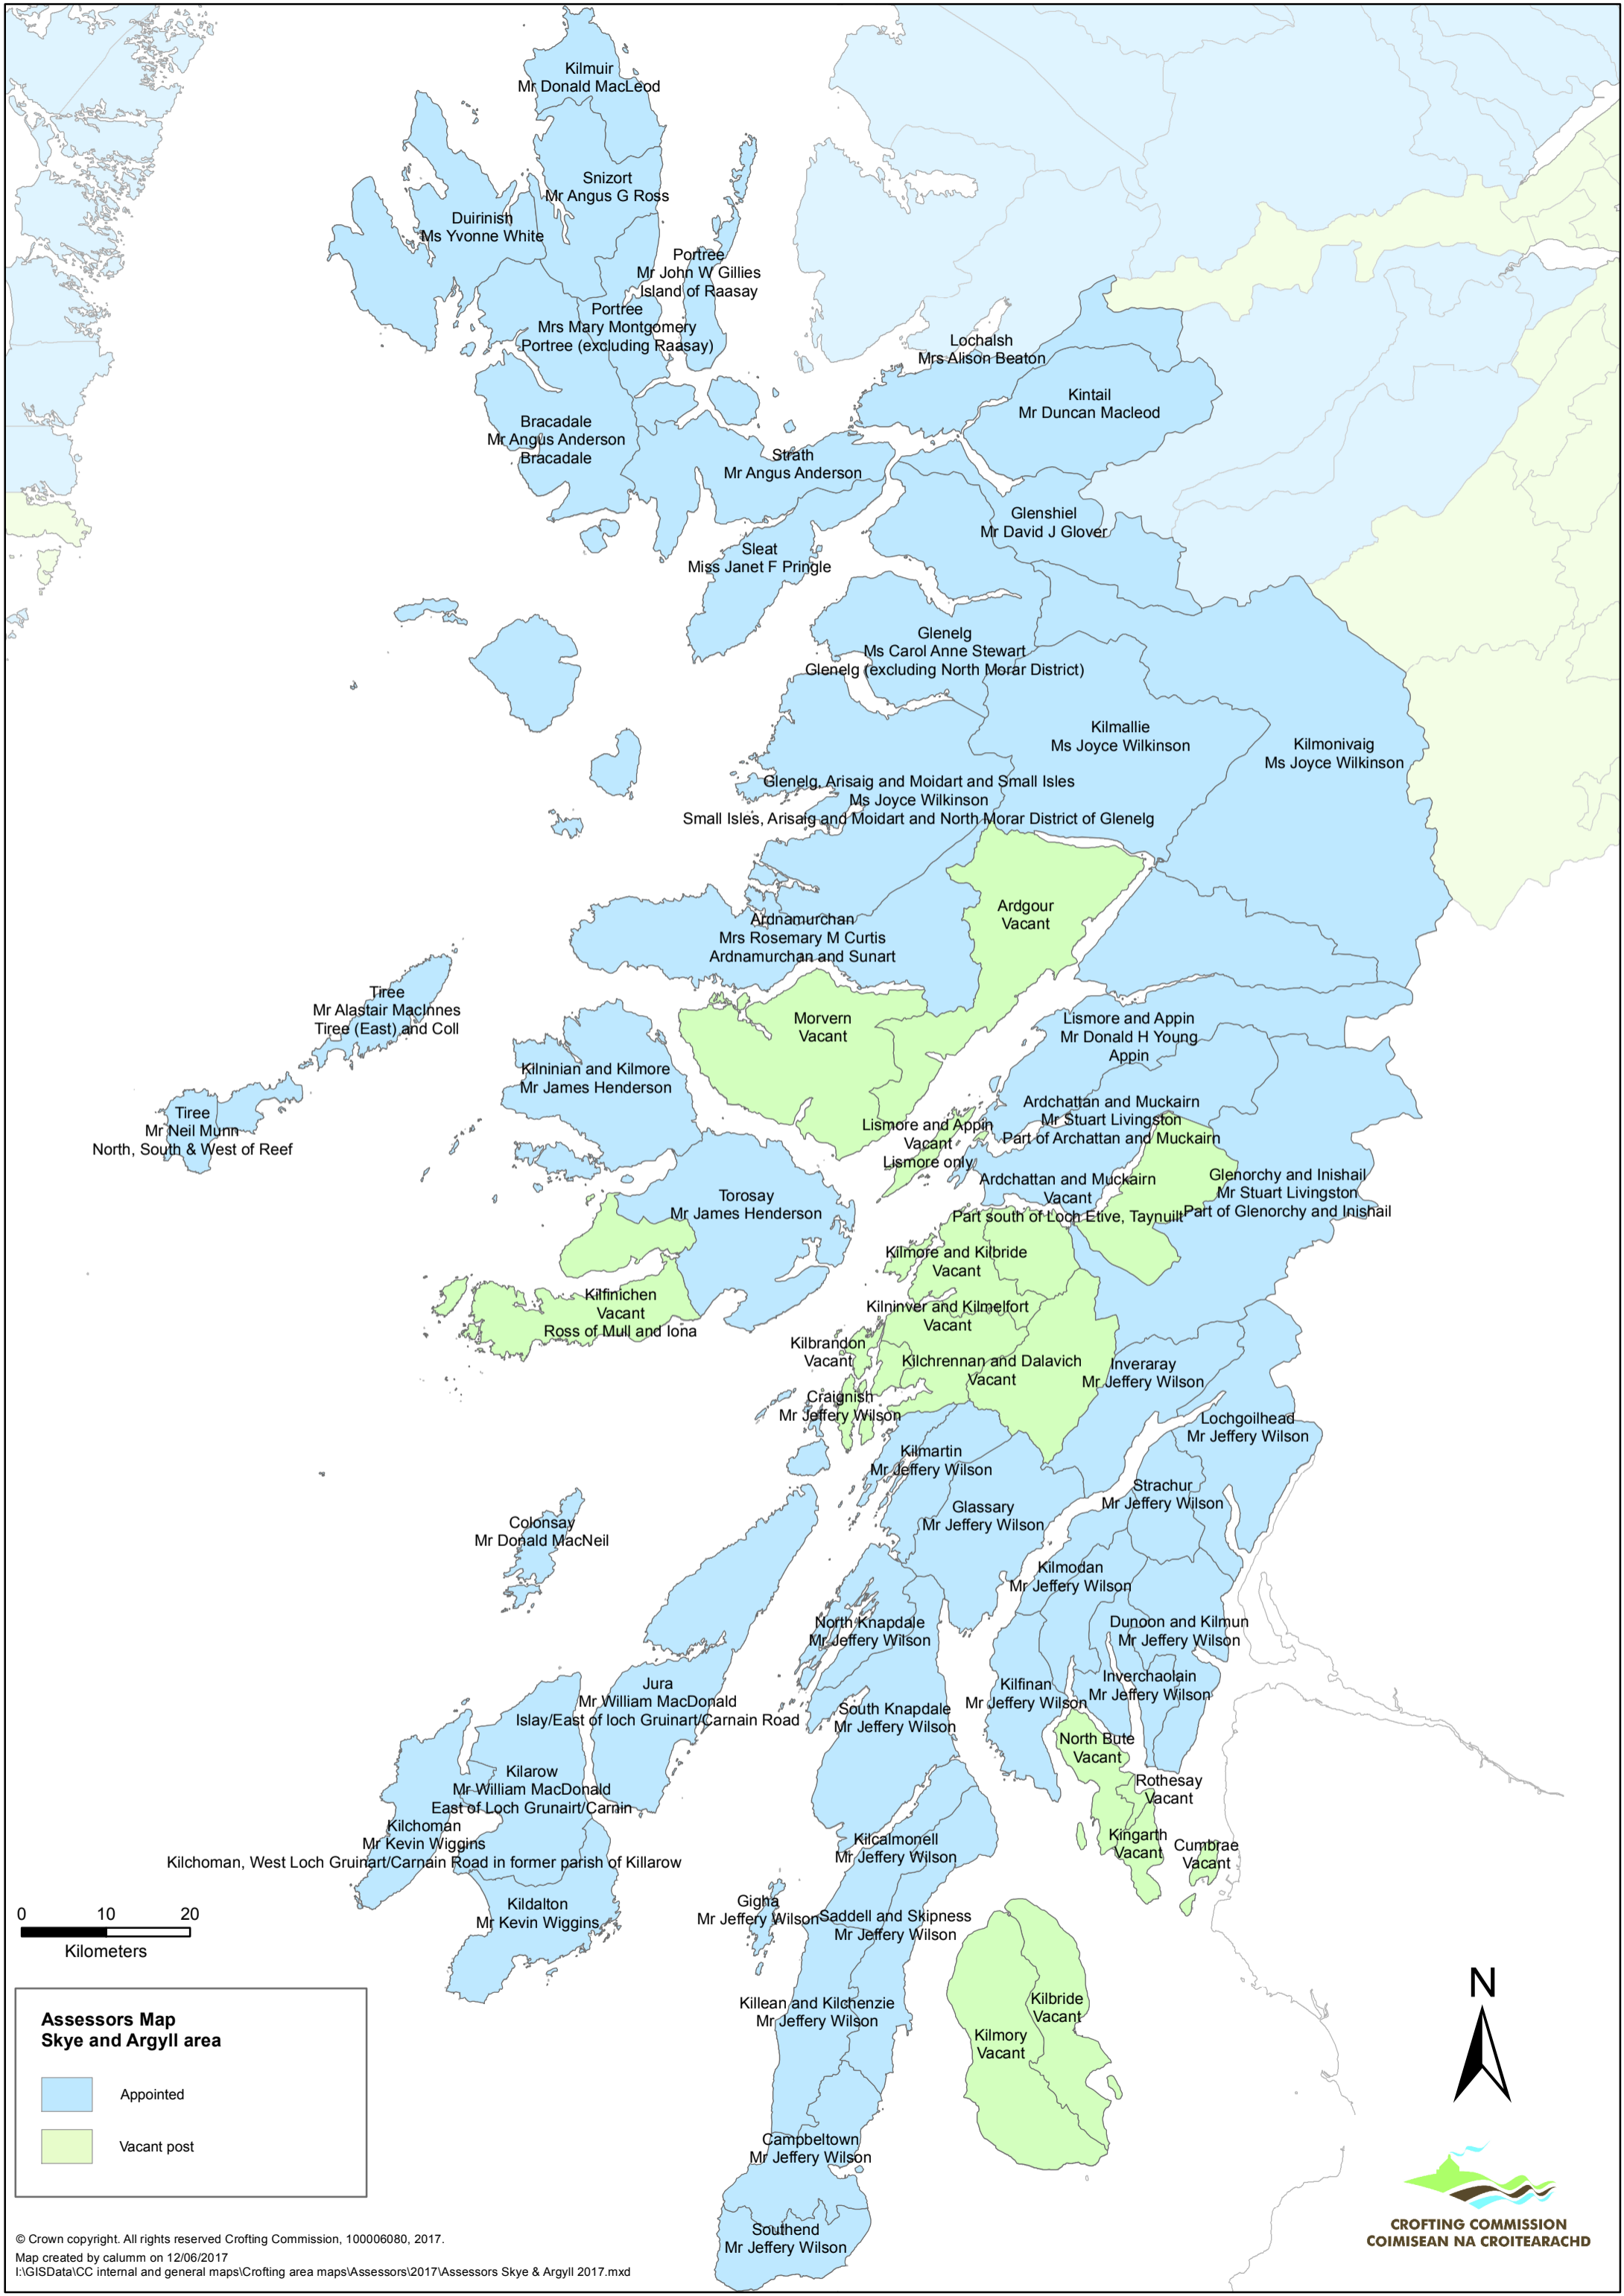 Kilmuir
Mr Donald MacLeod
Snizort
Mr Angus G Ross
Duirinish
Ms Yvonne White
Portree
Mr John W Gillies
Island of Raasay
Portree
Mrs Mary Montgomery
Portree (excluding Raasay)
Lochalsh
Mrs Alison Beaton
Kintail
Mr Duncan Macleod
Bracadale
Mr Angus Anderson
Bracadale
Strath
Mr Angus Anderson
Glenshiel
Mr David J Glover
Sleat
Miss Janet F Pringle
Glenelg
Ms Carol Anne Stewart
Glenelg (excluding North Morar District)
Kilmallie
Ms Joyce Wilkinson
Kilmonivaig
Ms Joyce Wilkinson
Glenelg, Arisaig and Moidart and Small Isles
Ms Joyce Wilkinson
Small Isles, Arisaig and Moidart and North Morar District of Glenelg
Ardgour
Vacant
Ardnamurchan
Mrs Rosemary M Curtis
Ardnamurchan and Sunart
Tiree
Mr Alastair MacInnes
Tiree (East) and Coll
Morvern
Vacant
Lismore and Appin
Mr Donald H Young
Appin
Kilninian and Kilmore
Mr James Henderson
Tiree
Mr Neil Munn
North, South & West of Reef
Ardchattan and Muckairn
Mr Stuart Livingston
Part of Archattan and Muckairn
Lismore and Appin
Vacant
Lismore only
Ardchattan and Muckairn
Vacant
Part south of Loch Etive, Taynuilt
Glenorchy and Inishail
Mr Stuart Livingston
Part of Glenorchy and Inishail
Torosay
Mr James Henderson
Kilmore and Kilbride
Vacant
Kilfinichen
Vacant
Ross of Mull and Iona
Kilninver and Kilmelfort
Vacant
Kilbrandon
Vacant
Kilchrennan and Dalavich
Vacant
Inveraray
Mr Jeffery Wilson
Craignish
Mr Jeffery Wilson
Lochgoilhead
Mr Jeffery Wilson
Kilmartin
Mr Jeffery Wilson
Strachur
Mr Jeffery Wilson
Glassary
Mr Jeffery Wilson
Colonsay
Mr Donald MacNeil
Kilmodan
Mr Jeffery Wilson
North Knapdale
Mr Jeffery Wilson
Dunoon and Kilmun
Mr Jeffery Wilson
Jura
Mr William MacDonald
Islay/East of loch Gruinart/Carnain Road
Kilfinan
Mr Jeffery Wilson
Inverchaolain
Mr Jeffery Wilson
South Knapdale
Mr Jeffery Wilson
North Bute
Vacant
Kilarow
Mr William MacDonald
East of Loch Grunairt/Carnin
Rothesay
Vacant
Kilchoman
Mr Kevin Wiggins
Kilchoman, West Loch Gruinart/Carnain Road in former parish of Killarow
Kilcalmonell
Mr Jeffery Wilson
Kingarth
Vacant
Cumbrae
Vacant
Kildalton
Mr Kevin Wiggins
Gigha
Mr Jeffery Wilson
Saddell and Skipness
Mr Jeffery Wilson
0 10 20
Kilometers
Killean and Kilchenzie
Mr Jeffery Wilson
Kilbride
Vacant
Kilmory
Vacant
N
Assessors Map
Skye and Argyll area
Appointed
Vacant post
Campbeltown
Mr Jeffery Wilson
Southend
Mr Jeffery Wilson
CROFTING COMMISSION
COIMISEAN NA CROITEARACHD
© Crown copyright. All rights reserved Crofting Commission, 100006080, 2017.
Map created by calumm on 12/06/2017
I:\GISData\CC internal and general maps\Crofting area maps\Assessors\2017\Assessors Skye & Argyll 2017.mxd